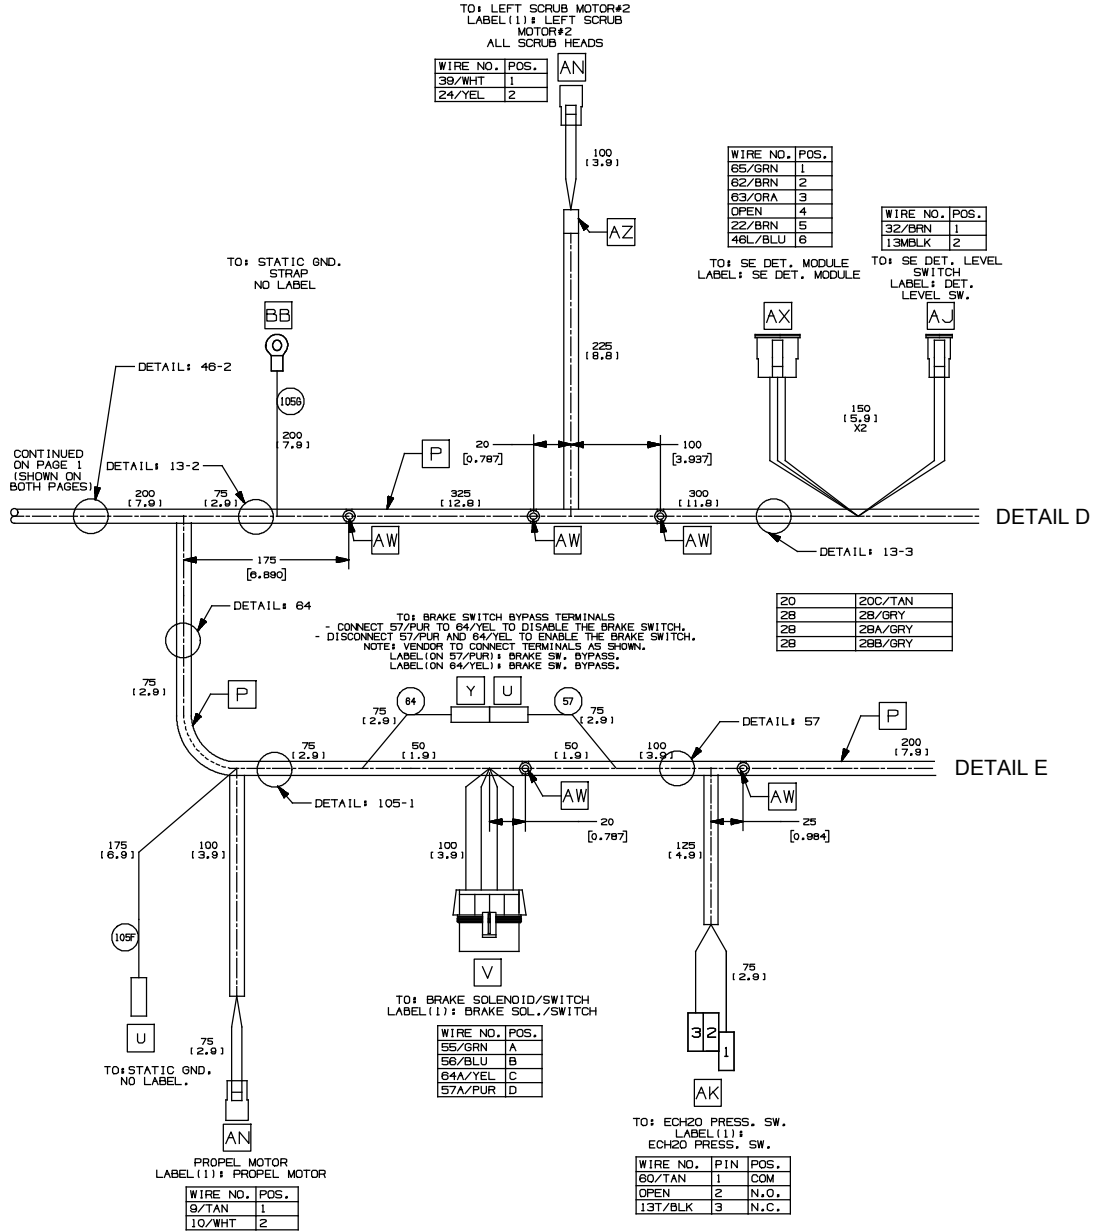 TO: LEFT SCRUB MOTOR#2
LABEL(1): LEFT SCRUB
MOTOR#2
ALL SCRUB HEADS
WIRE NO. POS.
39/WHT 1
24/YEL 2
AN
100
[3.9]
AZ
WIRE NO. POS.
65/GRN 1
62/BRN 2
63/ORA 3
OPEN 4
22/BRN 5
46L/BLU 6
TO: SE DET. MODULE
LABEL: SE DET. MODULE
AX
WIRE NO. POS.
32/BRN 1
13MBLK 2
TO: SE DET. LEVEL
SWITCH
LABEL: DET.
LEVEL SW.
AJ
TO: STATIC GND.
STRAP
NO LABEL
BB
DETAIL: 46-2
105G
200
[7.9]
225
[8.8]
150
[5.9]
X2
CONTINUED
ON PAGE 1
(SHOWN ON
BOTH PAGES)
DETAIL: 13-2
P
20
[0.787]
100
[3.937]
200
[7.9]
75
[2.9]
325
[12.8]
300
[11.8]
DETAIL D
AW
AW
AW
DETAIL: 13-3
175
[6.890]
DETAIL: 64
20 20C/TAN
28 28/GRY
28 28A/GRY
28 28B/GRY
TO: BRAKE SWITCH BYPASS TERMINALS
- CONNECT 57/PUR TO 64/YEL TO DISABLE THE BRAKE SWITCH.
- DISCONNECT 57/PUR AND 64/YEL TO ENABLE THE BRAKE SWITCH.
NOTE: VENDOR TO CONNECT TERMINALS AS SHOWN.
LABEL(ON 57/PUR): BRAKE SW. BYPASS.
LABEL(ON 64/YEL): BRAKE SW. BYPASS.
75
[2.9]
P
64
Y
U
57
75
[2.9]
75
[2.9]
DETAIL: 57
P
75
[2.9]
50
[1.9]
50
[1.9]
100
[3.9]
200
[7.9]
DETAIL E
DETAIL: 105-1
AW
AW
20
[0.787]
25
[0.984]
175
[6.9]
100
[3.9]
100
[3.9]
125
[4.9]
105F
75
[2.9]
V
U
TO: BRAKE SOLENOID/SWITCH
LABEL(1): BRAKE SOL./SWITCH
WIRE NO. POS.
55/GRN A
56/BLU B
64A/YEL C
57A/PUR D
3 2
1
75
[2.9]
TO:STATIC GND.
NO LABEL.
AK
AN
TO: ECH2O PRESS. SW.
LABEL(1):
ECH2O PRESS. SW.
WIRE NO. PIN POS.
60/TAN 1 COM
OPEN 2 N.O.
13T/BLK 3 N.C.
PROPEL MOTOR
LABEL(1): PROPEL MOTOR
WIRE NO. POS.
9/TAN 1
10/WHT 2